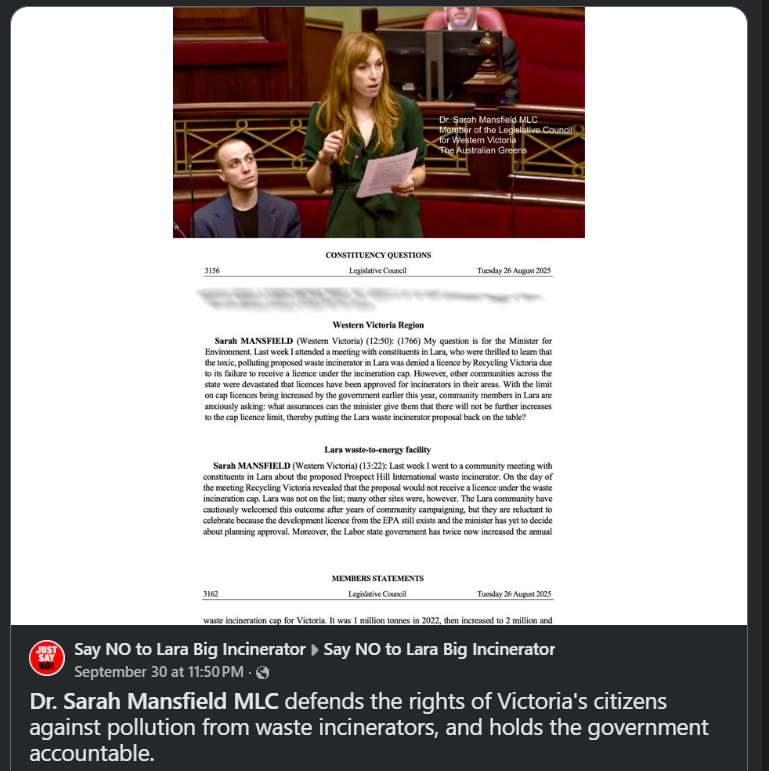 Dr. Sarah Mansfield MLC
Member of the Legislative Council
for Western Victoria
The Australian Greens
CONSTITUENCY QUESTIONS
3156 Legislative Council Tuesday 26 August 2025
Western Victoria Region
Sarah MANSFIELD (Western Victoria) (12:50): (1766) My question is for the Minister for
Environment. Last week I attended a meeting with constituents in Lara, who were thrilled to learn that
the toxic, polluting proposed waste incinerator in Lara was denied a licence by Recycling Victoria due
to its failure to receive a licence under the incineration cap. However, other communities across the
state were devastated that licences have been approved for incinerators in their areas. With the limit
on cap licences being increased by the government earlier this year, community members in Lara are
anxiously asking: what assurances can the minister give them that there will not be further increases
to the cap licence limit, thereby putting the Lara waste incinerator proposal back on the table?
Lara waste-to-energy facility
Sarah MANSFIELD (Western Victoria) (13:22): Last week I went to a community meeting with
constituents in Lara about the proposed Prospect Hill International waste incinerator. On the day of
the meeting Recycling Victoria revealed that the proposal would not receive a licence under the waste
incineration cap. Lara was not on the list; many other sites were, however. The Lara community have
cautiously welcomed this outcome after years of community campaigning, but they are reluctant to
celebrate because the development licence from the EPA still exists and the minister has yet to decide
about planning approval. Moreover, the Labor state government has twice now increased the annual
MEMBERS STATEMENTS
3162 Legislative Council Tuesday 26 August 2025
waste incineration cap for Victoria. It was 1 million tonnes in 2022, then increased to 2 million and
JUST
SAY
NO!
Say NO to Lara Big Incinerator Say NO to Lara Big Incinerator
September 30 at 11:50 PM ·
Dr. Sarah Mansfield MLC defends the rights of Victoria's citizens
against pollution from waste incinerators, and holds the government
accountable.